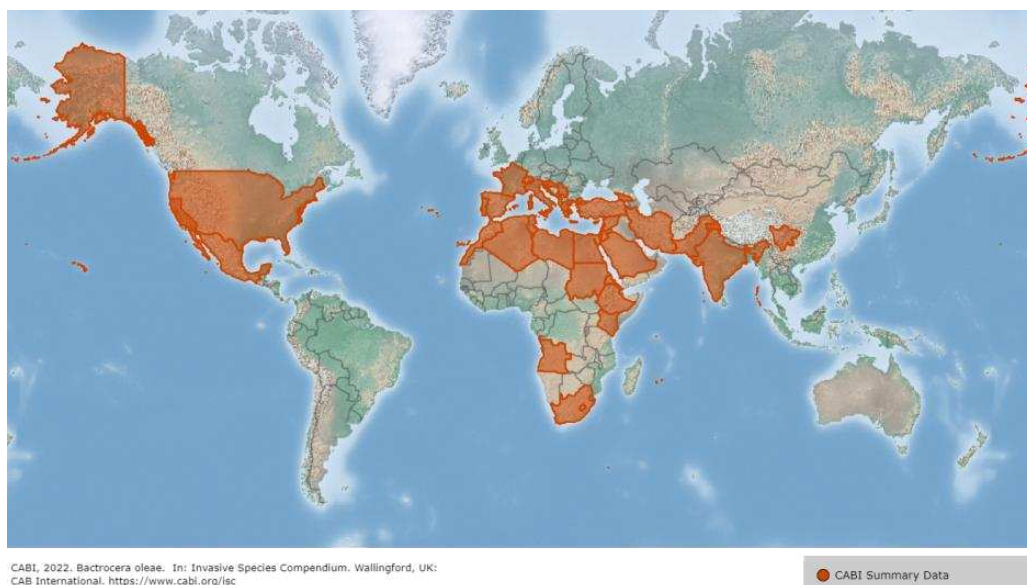 CABI, 2022. Bactrocera oleae. In: Invasive Species Compendium. Wallingford, UK:
CAB International. https://www.cabi.org/isc
CABI Summary Data